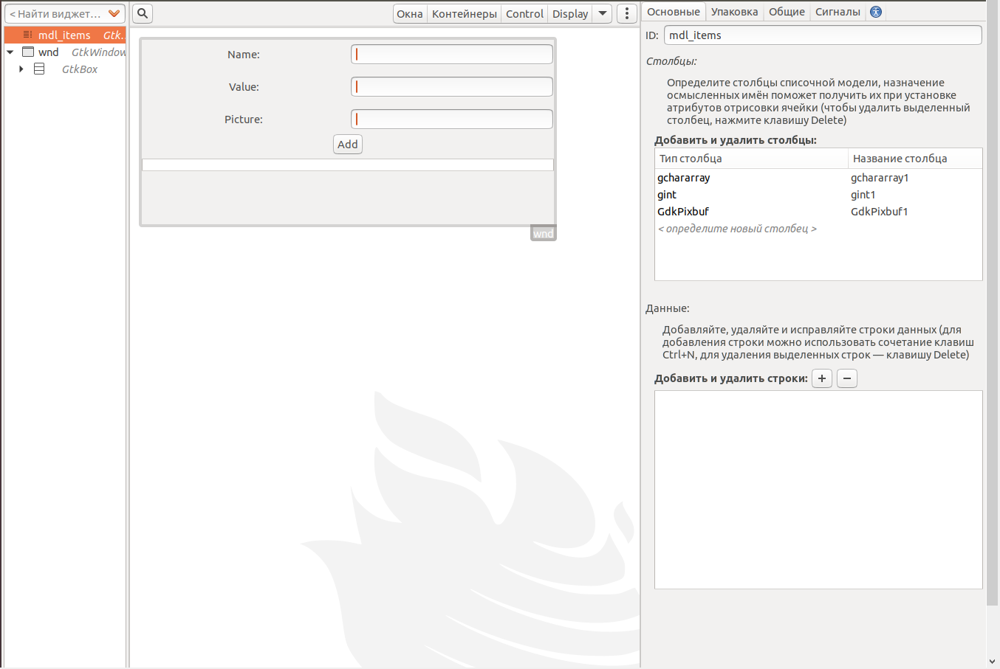 < Найти виджет…
mdl_items Gtk.
wnd GtkWindow
GtkBox
Окна Контейнеры Control Display
Name:
Value:
Picture:
Add
wnd
Основные Упаковка Общие Сигналы
ID: mdl_items
Столбцы:
Определите столбцы списочной модели, назначение
осмысленных имён поможет получить их при установке
атрибутов отрисовки ячейки (чтобы удалить выделенный
столбец, нажмите клавишу Delete)
Добавить и удалить столбцы:
Тип столбца Название столбца
gchararray gchararray1
gint gint1
GdkPixbuf GdkPixbuf1
< определите новый столбец >
Данные:
Добавляйте, удаляйте и исправляйте строки данных (для
добавления строки можно использовать сочетание клавиш
Ctrl+N, для удаления выделенных строк — клавишу Delete)
Добавить и удалить строки: + −